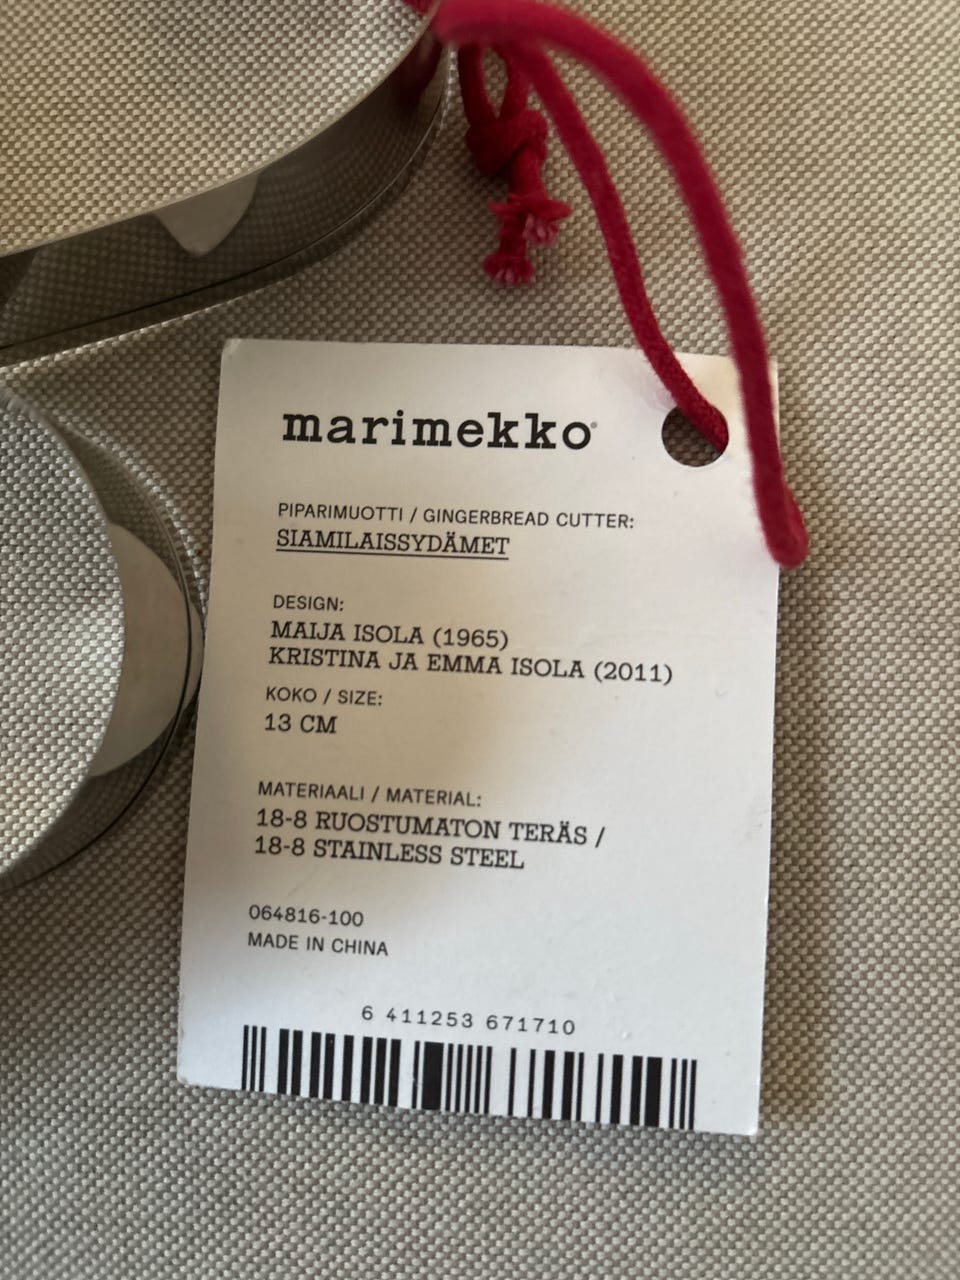 marimekko®
PIPARIMUOTTI / GINGERBREAD CUTTER:
SIAMILAISSYDÄMET
DESIGN:
MAIJA ISOLA (1965)
KRISTINA JA EMMA ISOLA (2011)
KOKO / SIZE:
13 CM
MATERIAALI / MATERIAL:
18-8 RUOSTUMATON TERÄS /
18-8 STAINLESS STEEL
064816-100
MADE IN CHINA
6 411253 671710